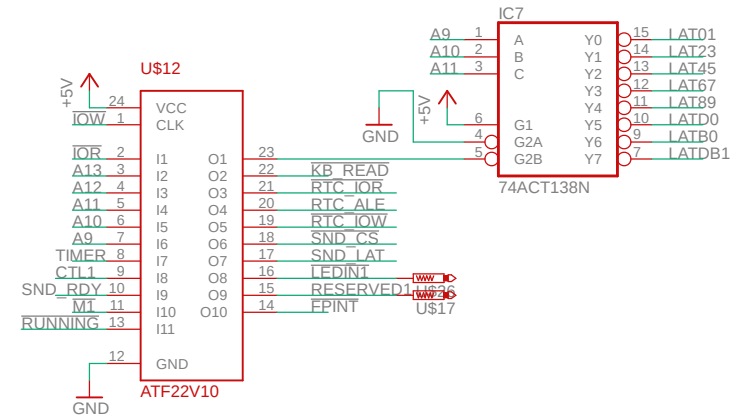 IC7
A9 1 A Y0 15 LAT01
A10 2 B Y1 14 LAT23
A11 3 C Y2 13 LAT45
Y3 12 LAT67
Y4 11 LAT89
+5V 6 G1 Y5 10 LATD0
GND 4 G2A Y6 9 LATB0
5 G2B Y7 7 LATDB1
74ACT138N
U$12
+5V 24 VCC
IOW 1 CLK
IOR 2 I1 O1 23
A13 3 I2 O2 22 KB_READ
A12 4 I3 O3 21 RTC_IOR
A11 5 I4 O4 20 RTC_ALE
A10 6 I5 O5 19 RTC_IOW
A9 7 I6 O6 18 SND_CS
TIMER 8 I7 O7 17 SND_LAT
CTL1 9 I8 O8 16 LEDIN1
U$26
SND_RDY 10 I9 O9 15 RESERVED1
U$17
M1 11 I10 O10 14 FPINT
RUNNING 13 I11
12 GND
GND
ATF22V10